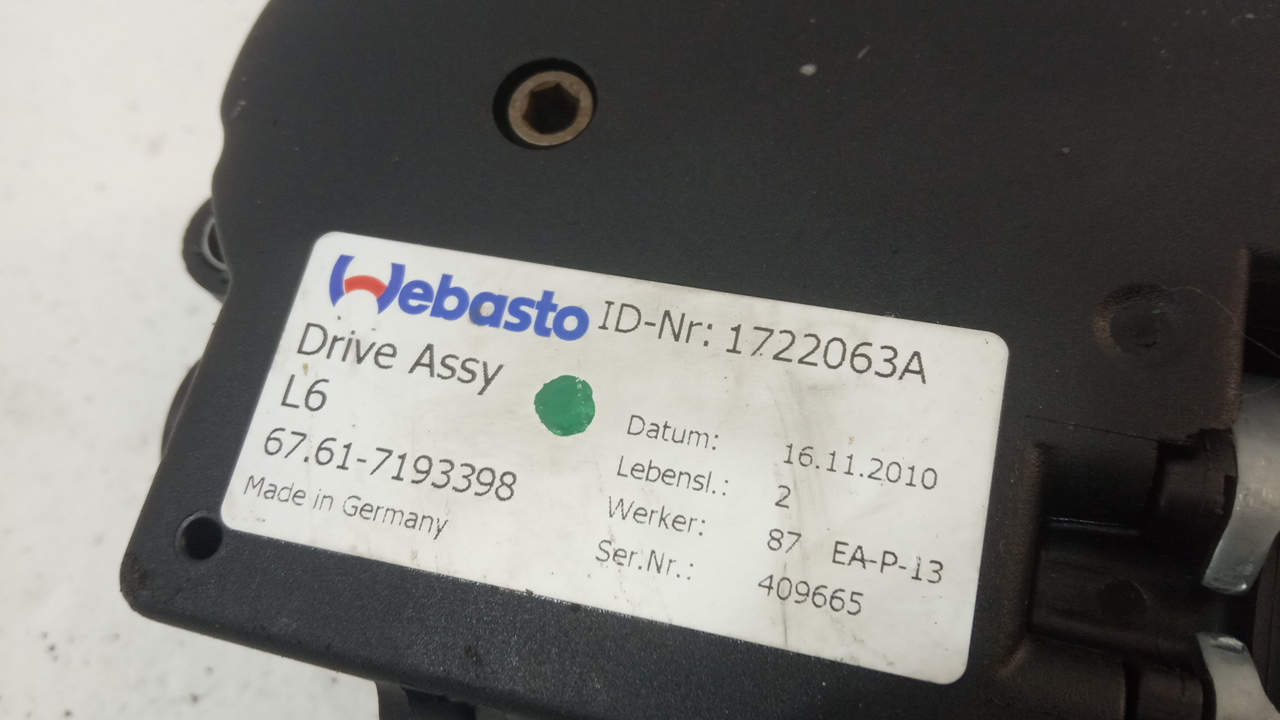 Webasto ID-Nr: 1722063A
Drive Assy
L6
67.61-7193398
Made in Germany
Datum: 16.11.2010
Lebensl.: 2
Werker: 87 EA-P-13
Ser.Nr.: 409665